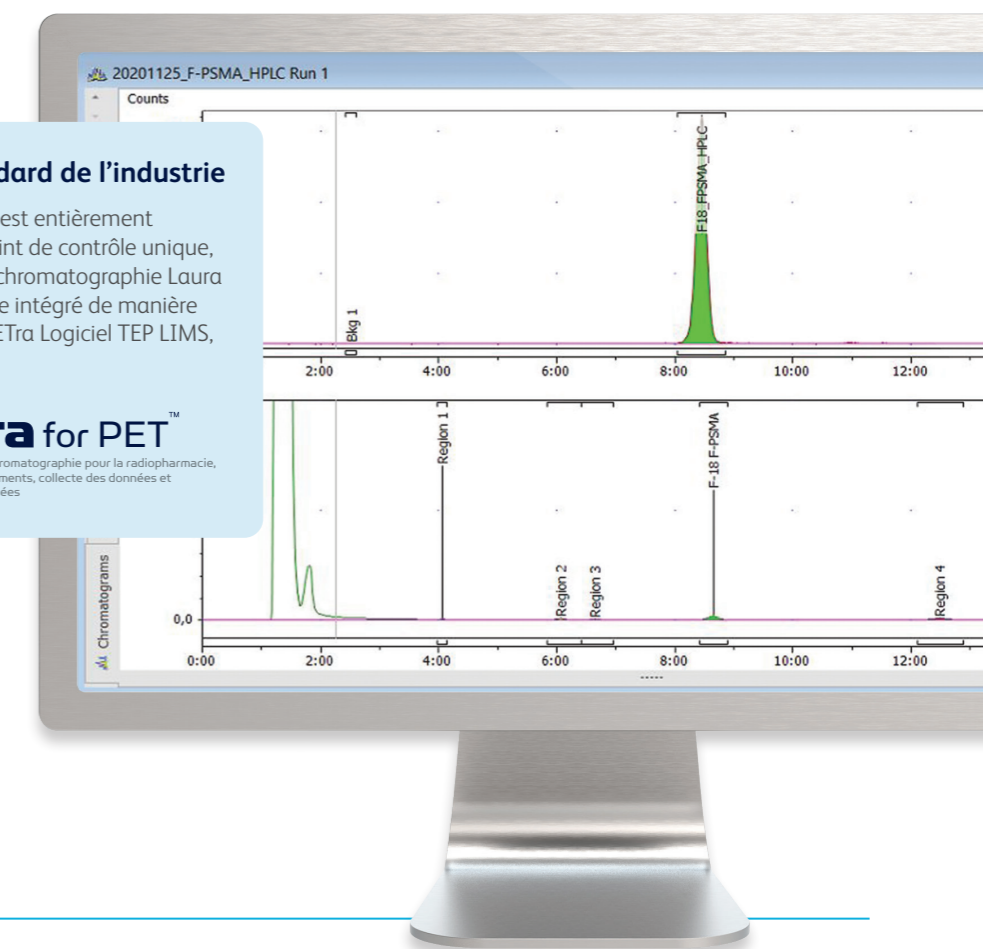 20201125_F-PSMA_HPLC Run 1
Counts
dard de l'industrie
est entièrement
int de contrôle unique,
chromatographie Laura
e intégré de manière
ETra Logiciel TEP LIMS,
ra for PET™
romatographie pour la radiopharmacie,
ments, collecte des données et
ées
Bkg 1
F18_FPSMA_HPLC
2:00 4:00 6:00 8:00 10:00 12:00
Region 1
Region 2
Region 3
F-18 F-PSMA
Region 4
0,0
Chromatograms
0:00 2:00 4:00 6:00 8:00 10:00 12:00